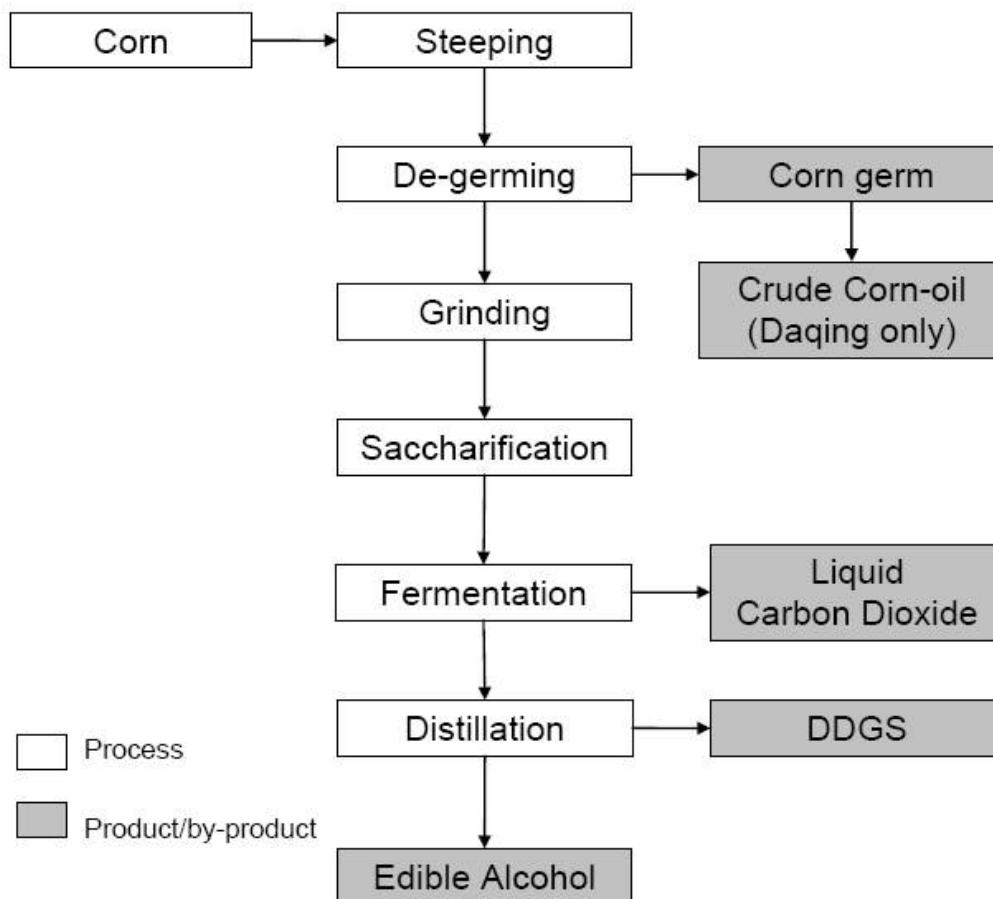 Corn
Steeping
De-germing
Corn germ
Crude Corn-oil
(Daqing only)
Grinding
Saccharification
Fermentation
Liquid
Carbon Dioxide
Distillation
DDGS
Process
Product/by-product
Edible Alcohol